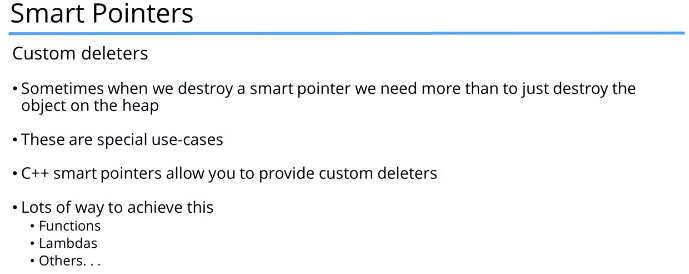 Smart Pointers
Custom deleters
• Sometimes when we destroy a smart pointer we need more than to just destroy the
object on the heap
• These are special use-cases
• C++ smart pointers allow you to provide custom deleters
• Lots of way to achieve this
• Functions
• Lambdas
• Others. . .